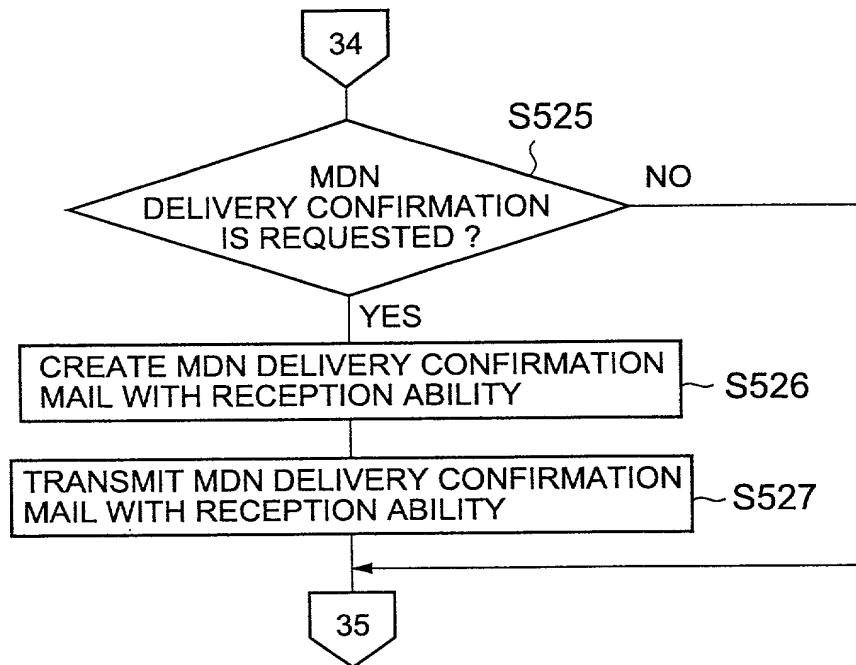 34
S525
MDN
DELIVERY CONFIRMATION
IS REQUESTED ?
NO
YES
CREATE MDN DELIVERY CONFIRMATION
MAIL WITH RECEPTION ABILITY
S526
TRANSMIT MDN DELIVERY CONFIRMATION
MAIL WITH RECEPTION ABILITY
S527
35